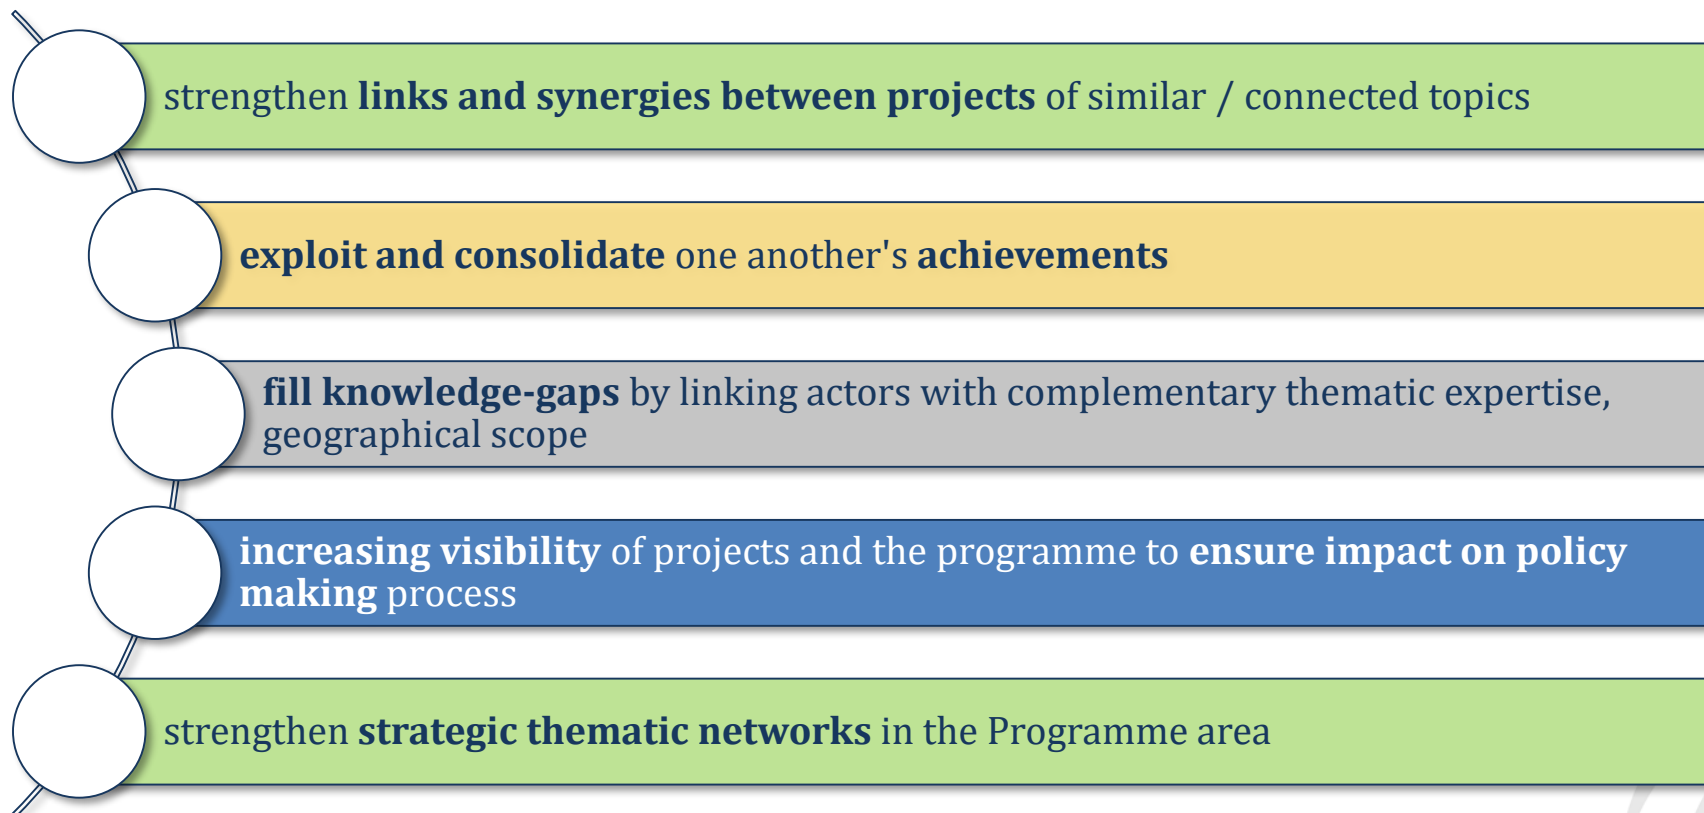 strengthen links and synergies between projects of similar / connected topics
exploit and consolidate one another's achievements
fill knowledge-gaps by linking actors with complementary thematic expertise,
geographical scope
increasing visibility of projects and the programme to ensure impact on policy
making process
strengthen strategic thematic networks in the Programme area